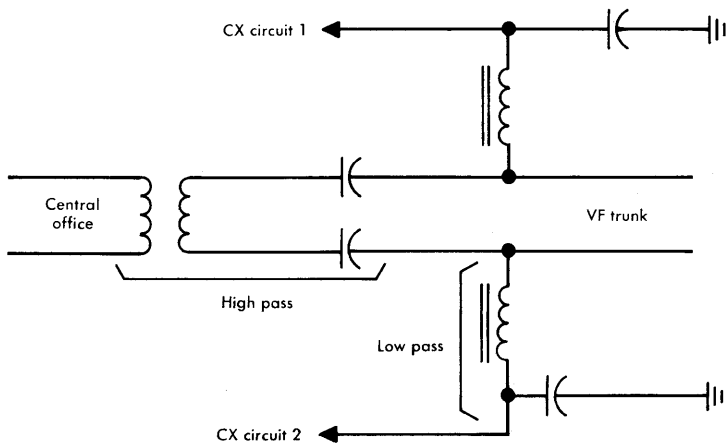 CX circuit 1
Central
office
VF trunk
High pass
Low pass
CX circuit 2